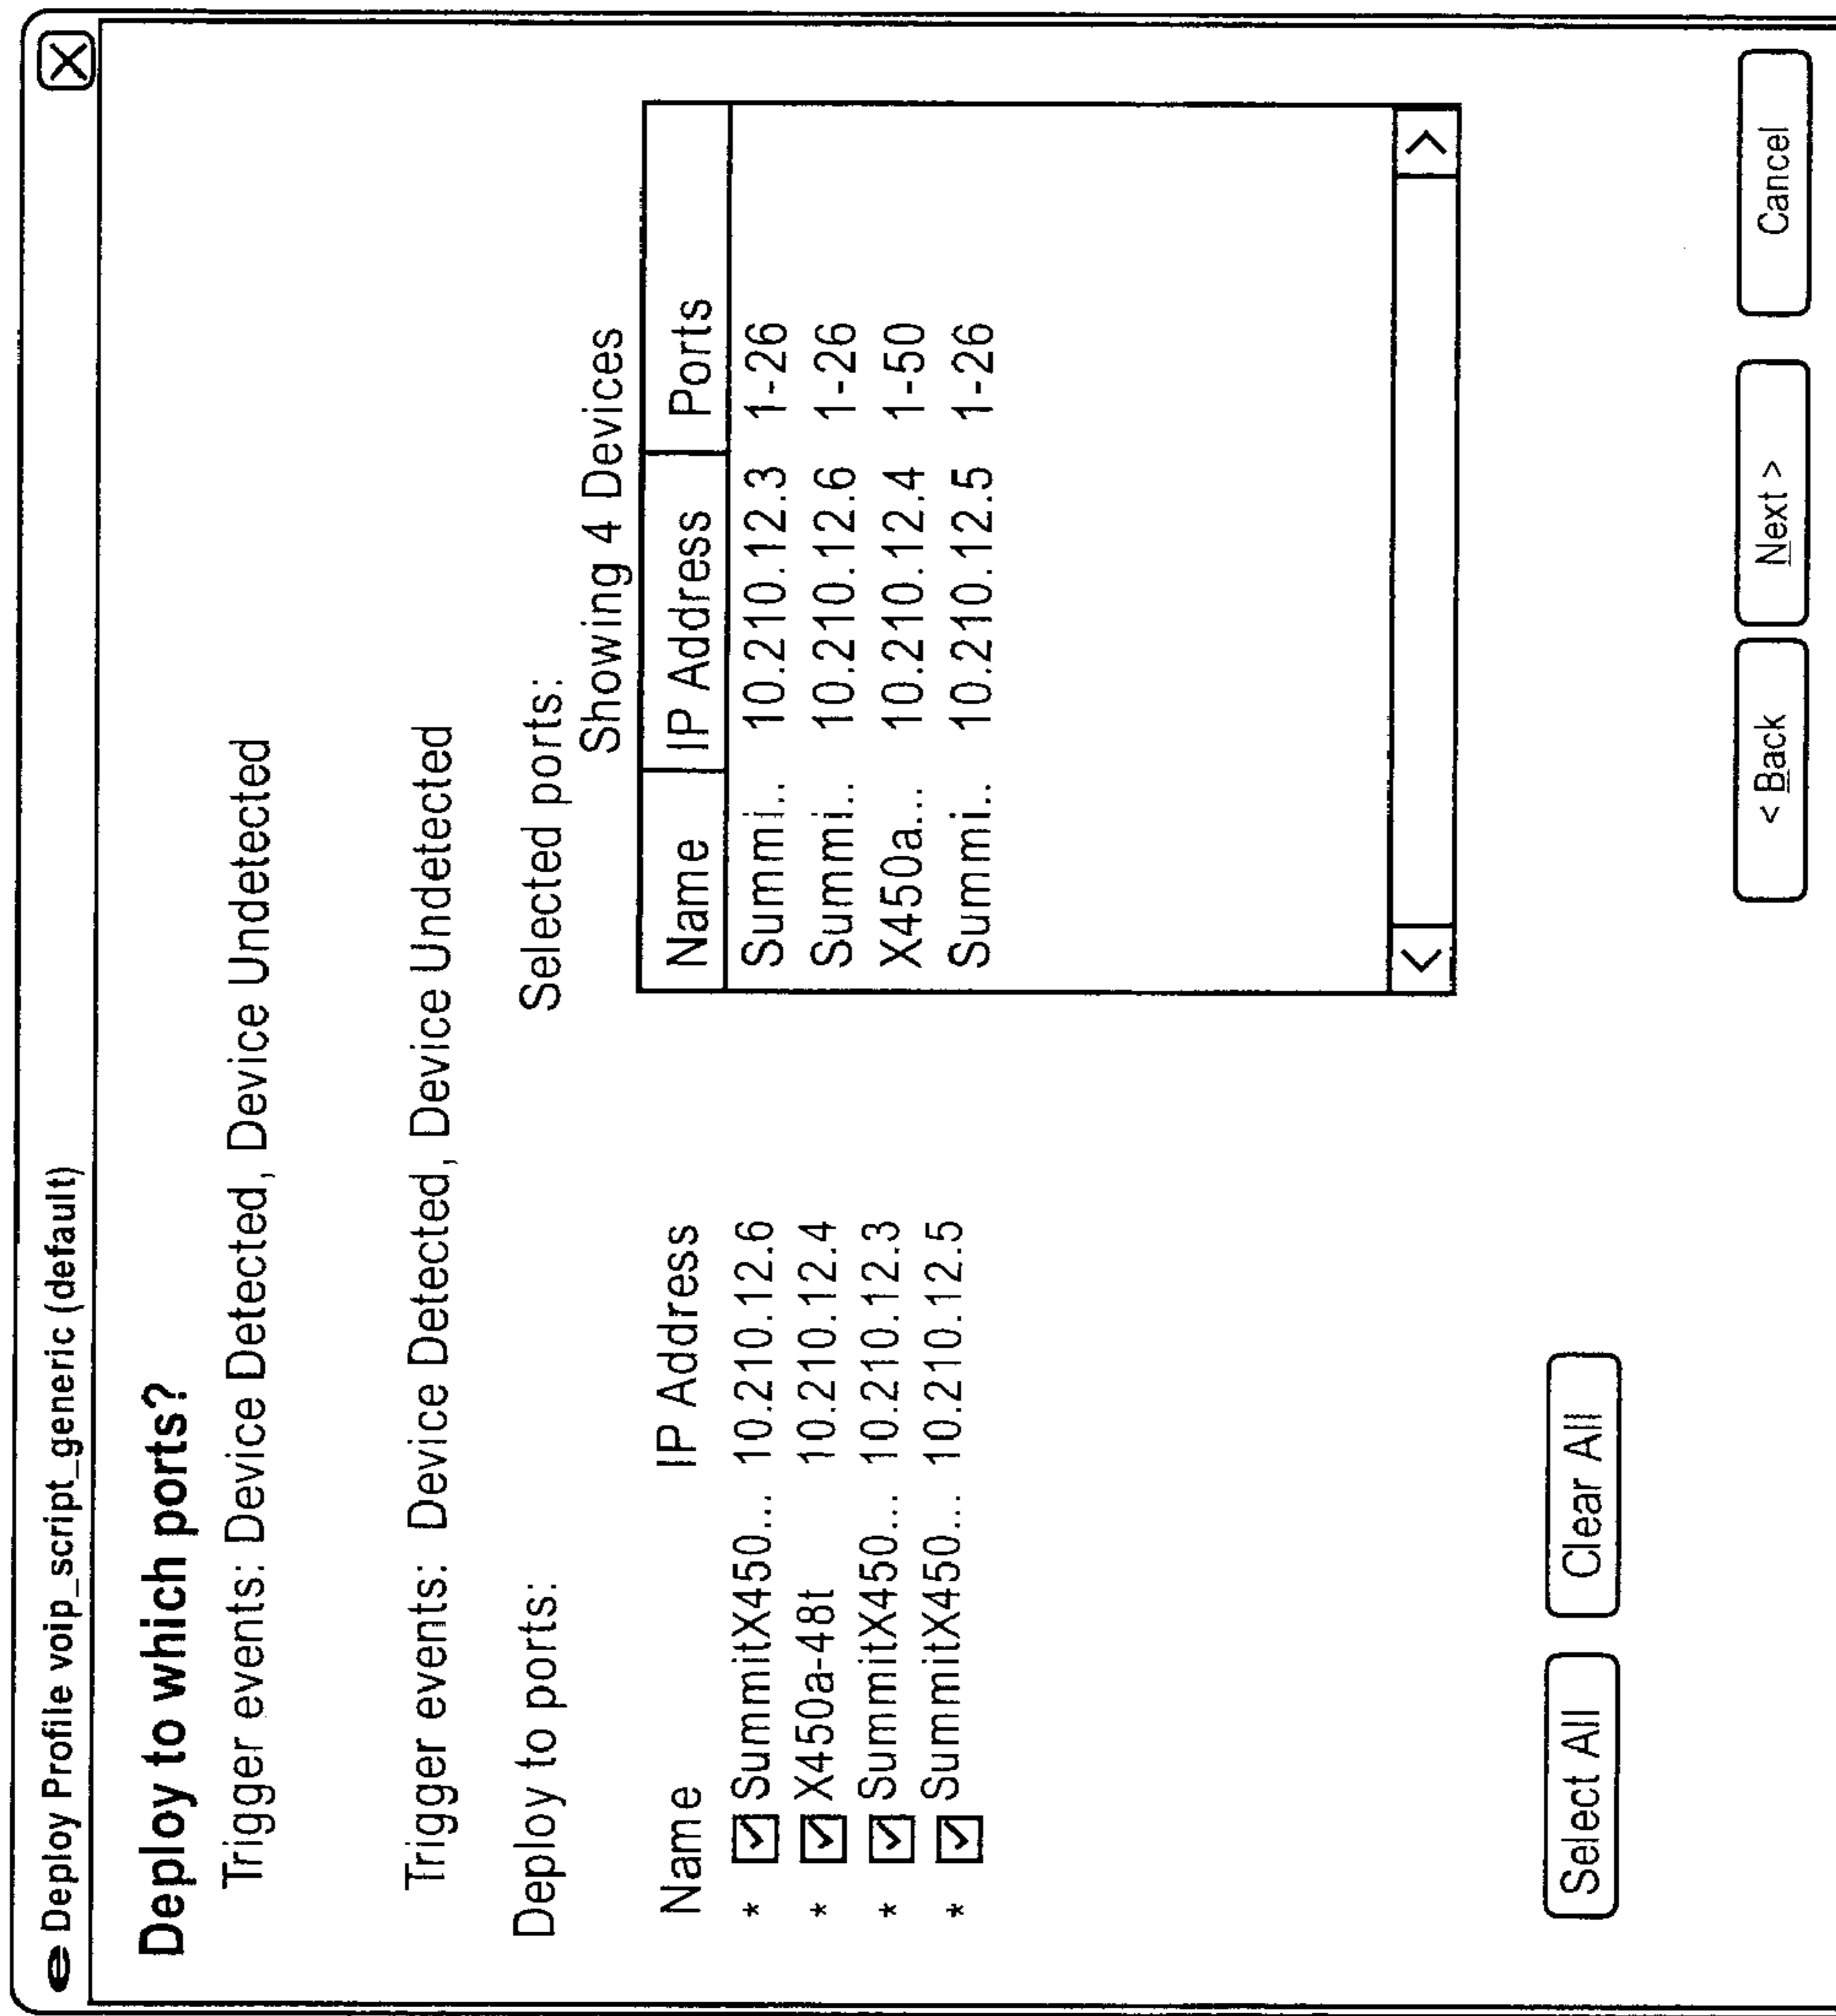 Deploy Profile voip_script_generic (default)
Deploy to which ports?
Trigger events: Device Detected, Device Undetected
Trigger events: Device Detected, Device Undetected
Deploy to ports:
Name IP Address
* SummitX450... 10.210.12.6
* X450a-48t 10.210.12.4
* SummitX450... 10.210.12.3
* SummitX450... 10.210.12.5
Select All Clear All
Selected ports:
Showing 4 Devices
Name IP Address Ports
Summi.. 10.210.12.3 1-26
Summi.. 10.210.12.6 1-26
X450a... 10.210.12.4 1-50
Summi.. 10.210.12.5 1-26
< Back Next > Cancel